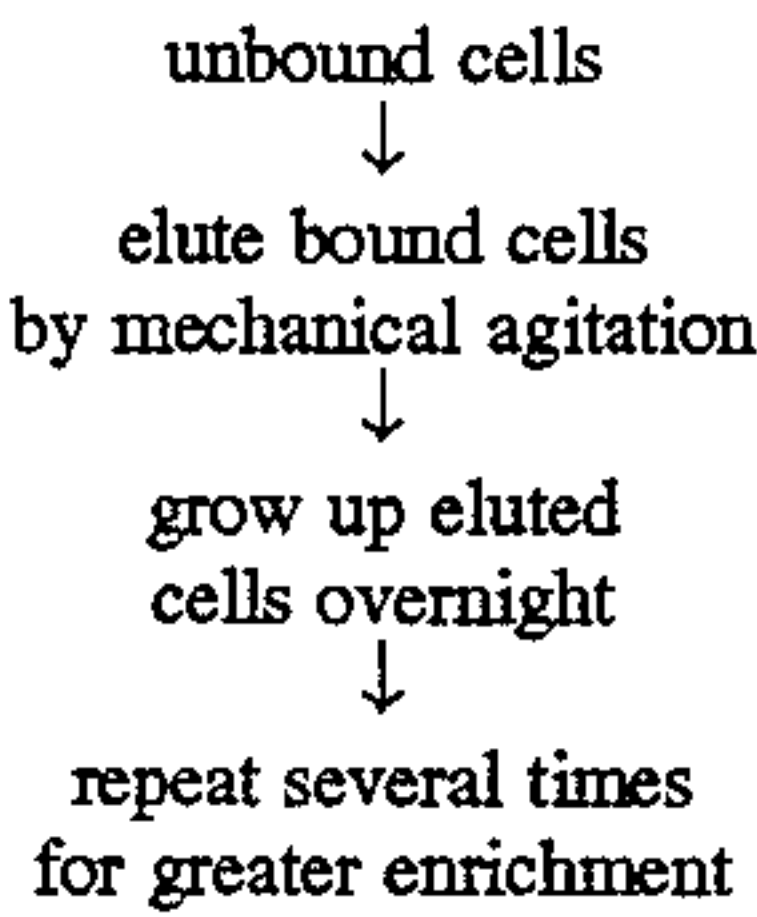 unbound cells
elute bound cells
by mechanical agitation
grow up eluted
cells overnight
repeat several times
for greater enrichment